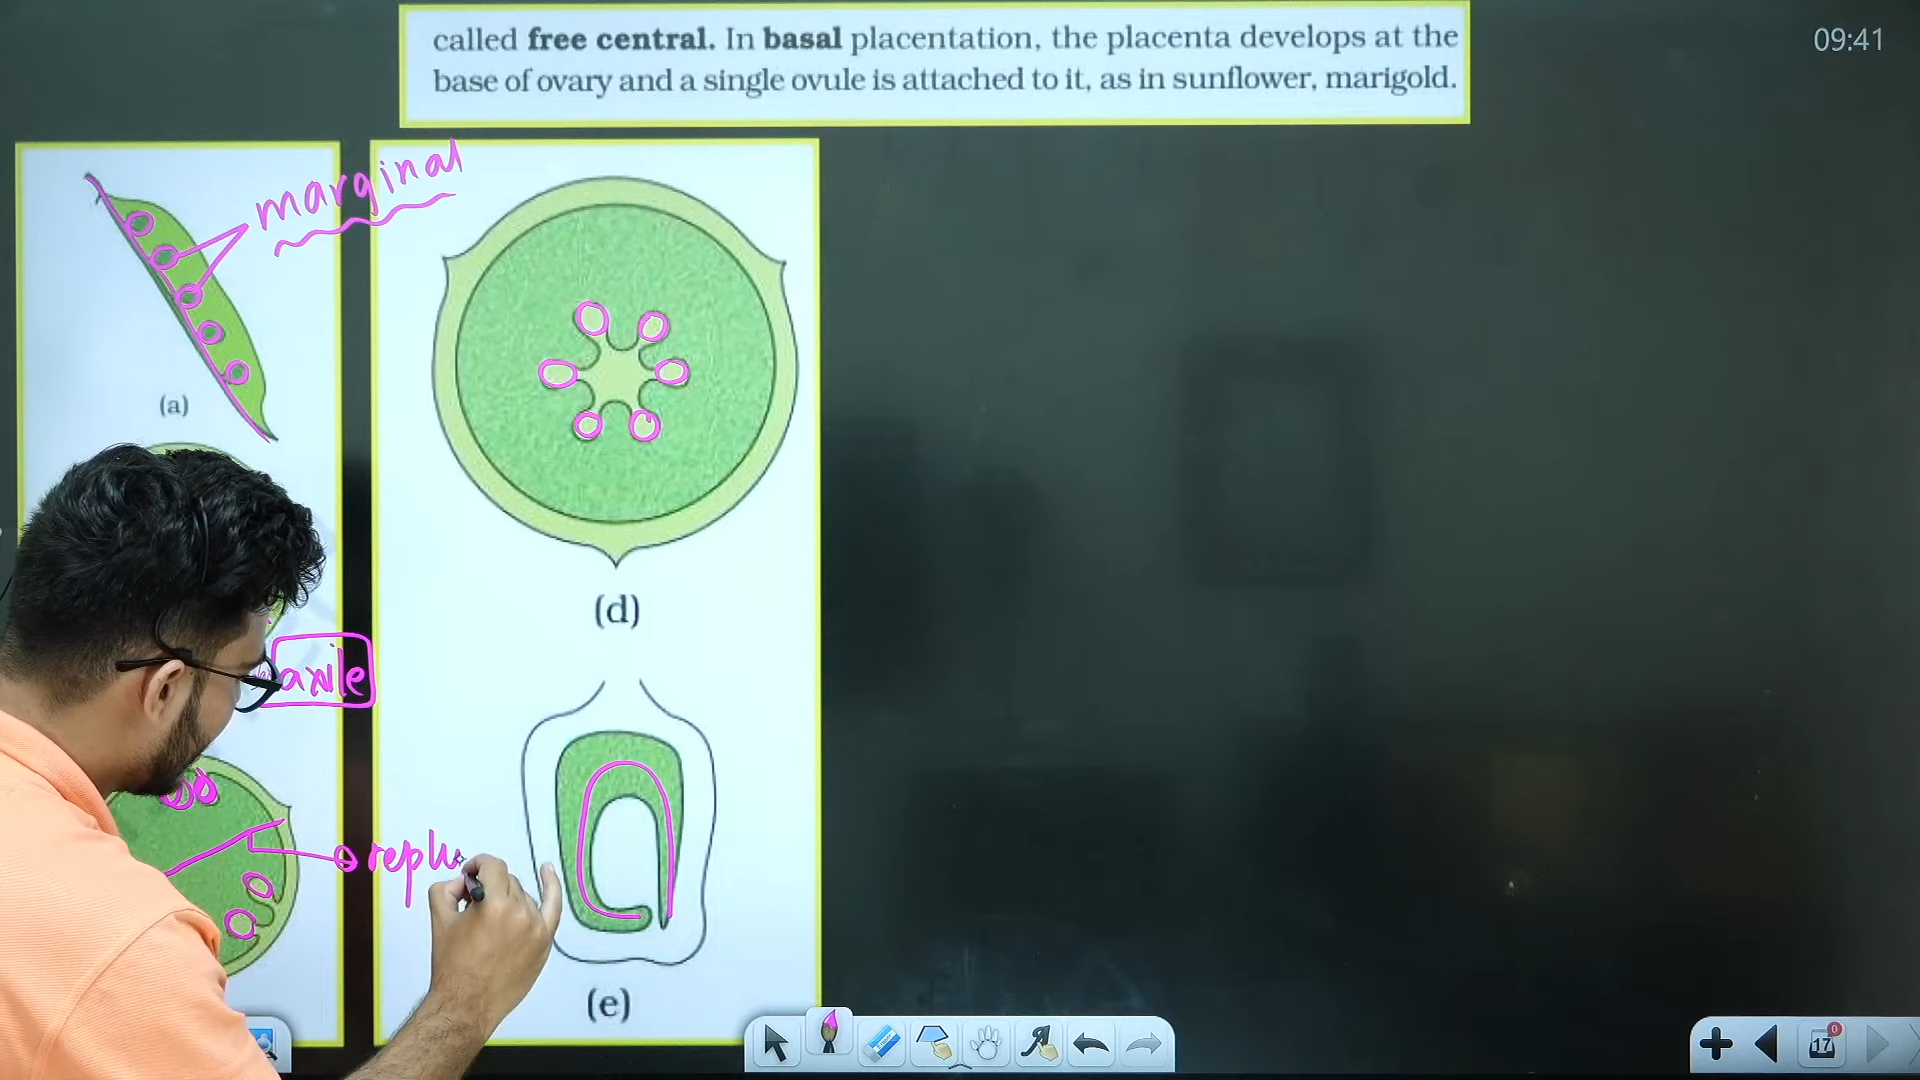 called free central. In basal placentation, the placenta develops at the
base of ovary and a single ovule is attached to it, as in sunflower, marigold.
09:41
marginal
(a)
(d)
axile
replu
(e)
17
0